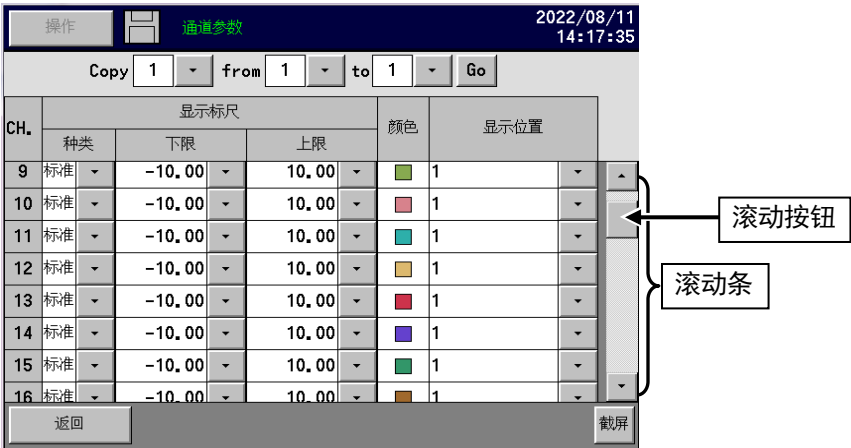 操作 通道参数 2022/08/11
14:17:35
Copy 1 from 1 to 1 Go
CH. 显示标尺 颜色 显示位置
种类 下限 上限
9 标准 -10.00 10.00 1
10 标准 -10.00 10.00 1
11 标准 -10.00 10.00 1
12 标准 -10.00 10.00 1
13 标准 -10.00 10.00 1
14 标准 -10.00 10.00 1
15 标准 -10.00 10.00 1
16 标准 -10.00 10.00 1
返回 截屏
滚动按钮
滚动条